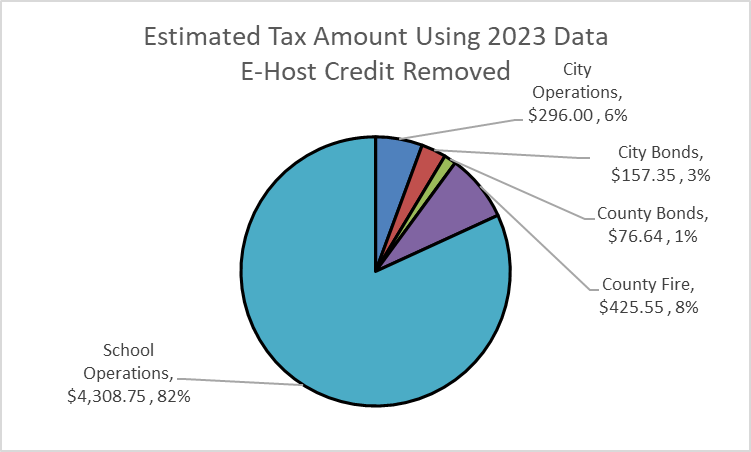 Estimated Tax Amount Using 2023 Data
E-Host Credit Removed
City
Operations,
$296.00 , 6%
City Bonds,
$157.35 , 3%
County Bonds,
$76.64 , 1%
County Fire,
$425.55 , 8%
School
Operations,
$4,308.75 , 82%